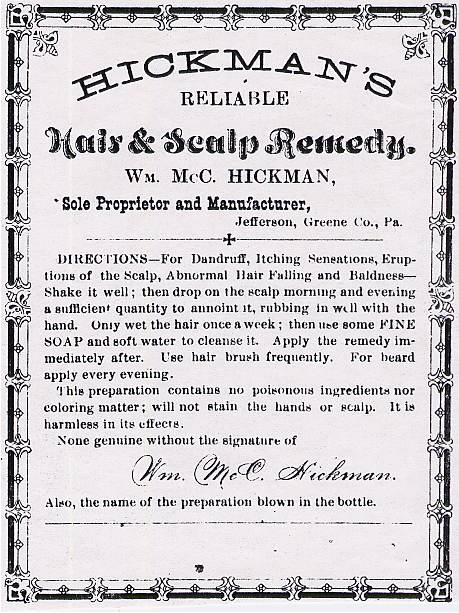 HICKMAN'S
RELIABLE
Hair & Scalp Remedy.
WM. McC. HICKMAN,
Sole Proprietor and Manufacturer,
Jefferson, Greene Co., Pa.
DIRECTIONS—For Dandruff, Itching Sensations, Erup-
tions of the Scalp, Abnormal Hair Falling and Baldness—
Shake it well; then drop on the scalp morning and evening
a sufficient quantity to annoint it, rubbing in well with the
hand. Only wet the hair once a week; then use some FINE
SOAP and soft water to cleanse it. Apply the remedy im-
mediately after. Use hair brush frequently. For beard
apply every evening.
This preparation contains no poisonous ingredients nor
coloring matter; will not stain the hands or scalp. It is
harmless in its effects.
None genuine without the signature of
Wm. McC. Hickman.
Also, the name of the preparation blown in the bottle.